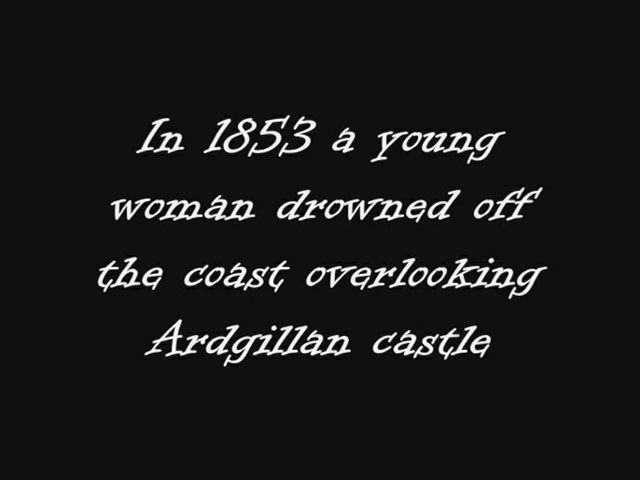 In 1853 a young
woman drowned off
the coast overlooking
Ardgillan castle